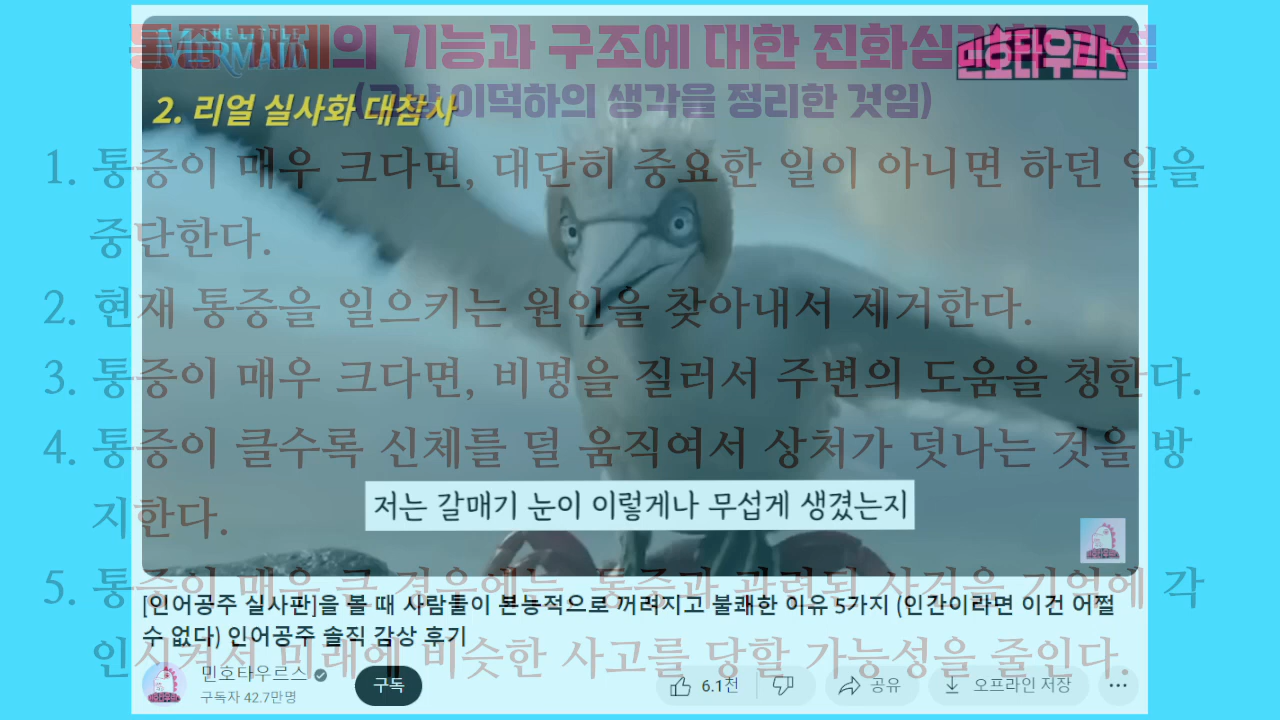 통증 기제의 기능과 구조에 대한 진화심리학 가설
(그냥 이덕하의 생각을 정리한 것임)
THE LITTLE
MERMAID
민호타우르스
2. 리얼 실사화 대참사
1. 통증이 매우 크다면, 대단히 중요한 일이 아니면 하던 일을
중단한다.
2. 현재 통증을 일으키는 원인을 찾아내서 제거한다.
3. 통증이 매우 크다면, 비명을 질러서 주변의 도움을 청한다.
4. 통증이 클수록 신체를 덜 움직여서 상처가 덧나는 것을 방
지한다.
저는 갈매기 눈이 이렇게나 무섭게 생겼는지
5. 통증이 매우 큰 경우에는, 통증과 관련된 사건을 기억에 각
인시켜서 미래에 비슷한 사고를 당할 가능성을 줄인다.
[인어공주 실사판]을 볼 때 사람들이 본능적으로 꺼려지고 불쾌한 이유 5가지 (인간이라면 이건 어쩔
수 없다) 인어공주 솔직 감상 후기
민호타우르스
구독자 42.7만명
구독
6.1천
공유
오프라인 저장